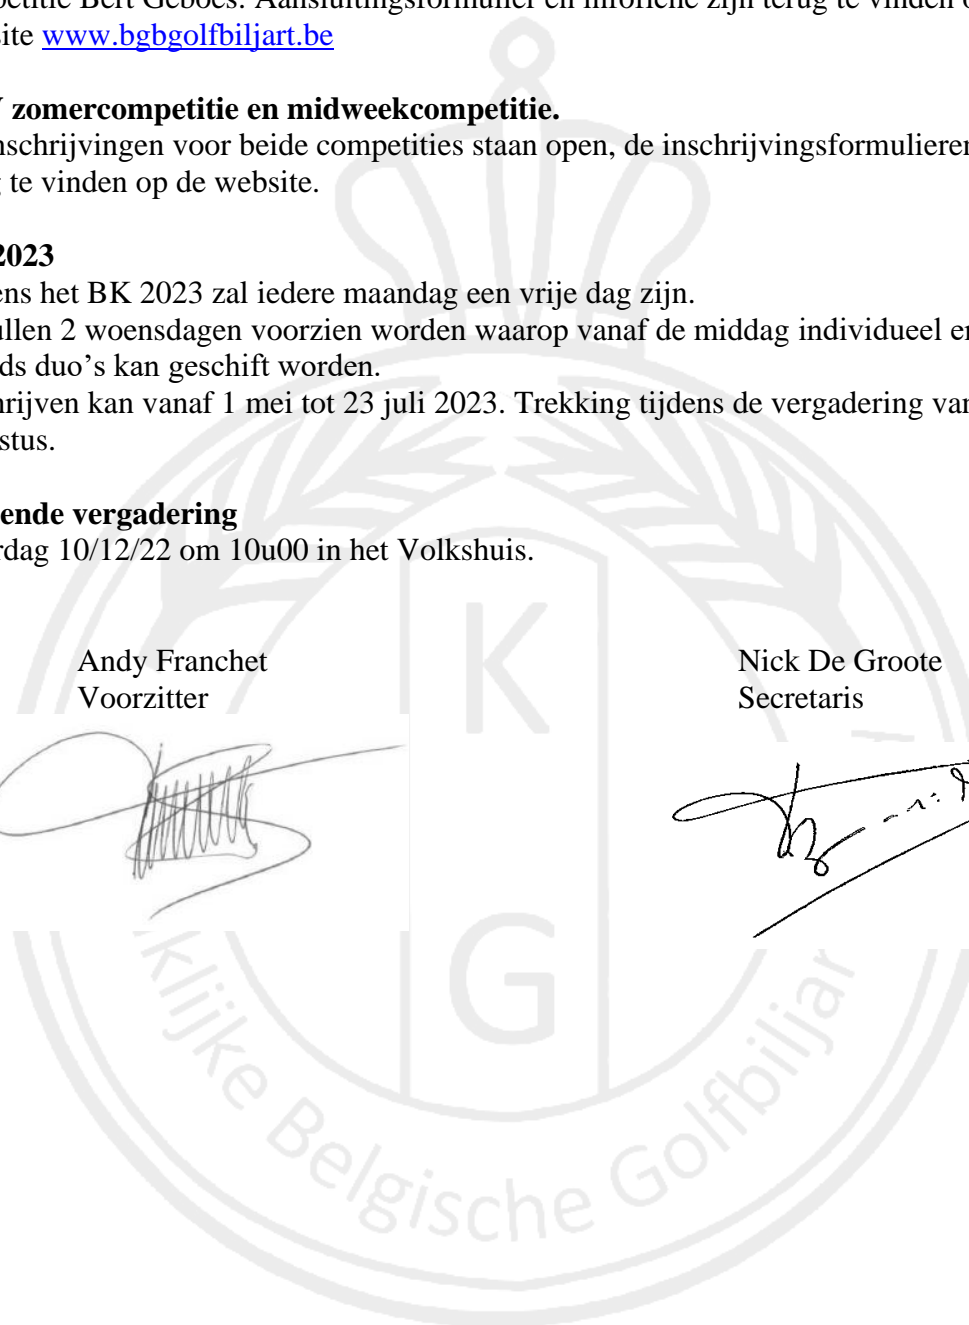 petitie Bert Geboes. Aansluitingsformulier en infofiche zijn terug te vinden o
site www.bgbgolfbiljart.be
zomercompetitie en midweekcompetitie.
nschrijvingen voor beide competities staan open, de inschrijvingsformulieren
g te vinden op de website.
2023
ens het BK 2023 zal iedere maandag een vrije dag zijn.
ullen 2 woensdagen voorzien worden waarop vanaf de middag individueel en
ds duo’s kan geschift worden.
hrijven kan vanaf 1 mei tot 23 juli 2023. Trekking tijdens de vergadering van
stus.
ende vergadering
rdag 10/12/22 om 10u00 in het Volkshuis.
Andy Franchet Nick De Groote
Voorzitter Secretaris
K
G
klijke Belgische Golfbiljar